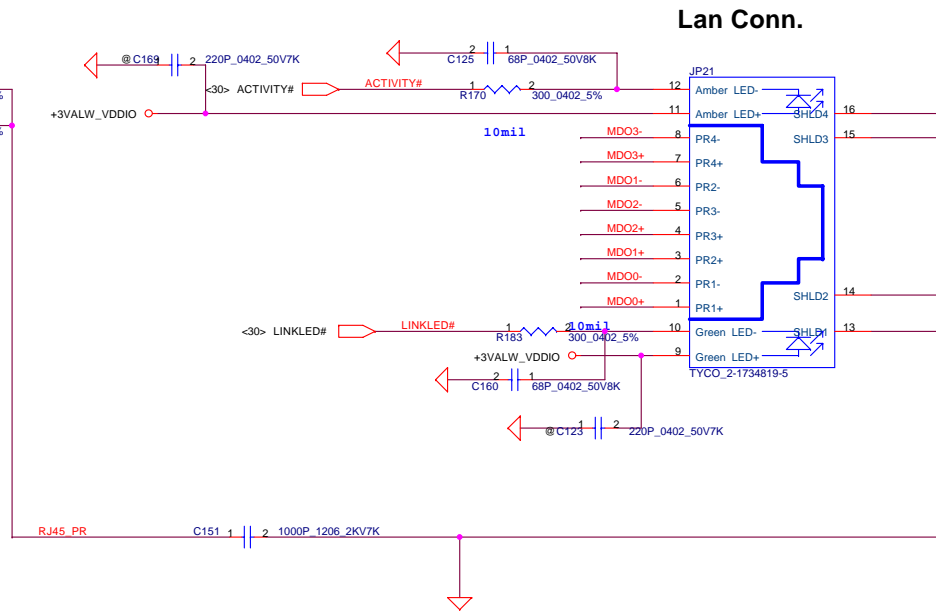 Lan Conn.
@C169 1 2 220P_0402_50V7K
2 1
C125 68P_0402_50V8K
JP21
<30> ACTIVITY# ACTIVITY# 1 2 12 Amber LED-
R170 300_0402_5%
+3VALW_VDDIO 11 Amber LED+ SHLD4 16
10mil MDO3- 8 PR4- SHLD3 15
MDO3+ 7 PR4+
MDO1- 6 PR2-
MDO2- 5 PR3-
MDO2+ 4 PR3+
MDO1+ 3 PR2+
MDO0- 2 PR1-
SHLD2 14
MDO0+ 1 PR1+
10mil
<30> LINKLED# LINKLED# 1 2 10 Green LED- SHLD1 13
R183 300_0402_5%
+3VALW_VDDIO 9 Green LED+
TYCO_2-1734819-5
2 1
C160 68P_0402_50V8K
@C123 1 2 220P_0402_50V7K
RJ45_PR C151 1 2 1000P_1206_2KV7K